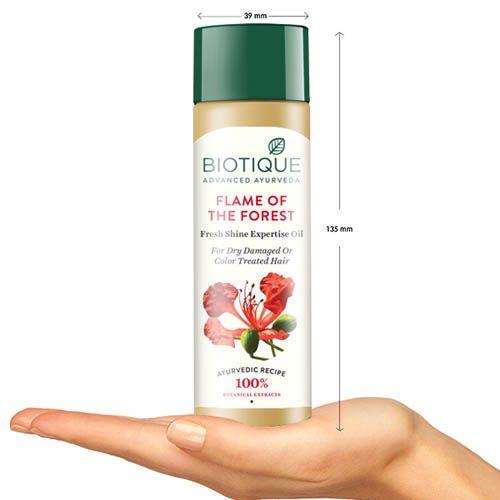 39 mm
BIOTIQUE
ADVANCED AYURVEDA
FLAME OF
THE FOREST
Fresh Shine Expertise Oil
For Dry Damaged Or
Color Treated Hair
135 mm
AYURVEDIC RECIPE
100%
BOTANICAL EXTRACTS